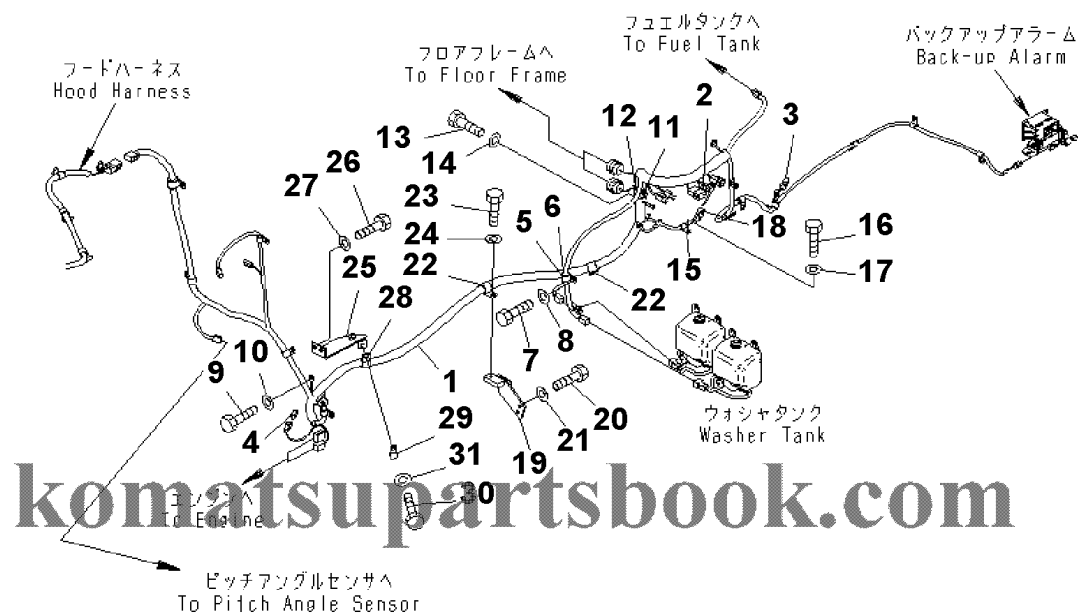 フュエルタンクへ
To Fuel Tank
バックアップアラーム
Back-up Alarm
フロアフレームへ
To Floor Frame
フードハーネス
Hood Harness
2
12
11
3
13
14
26
27
23
6
5
24
18
16
22
25
15
17
28
22
8
7
10
9
1
20
29
21
4
19
ウォシャタンク
Washer Tank
31
30
komatsupartsbook.com
エンジンへ
To Engine
ピッチアングルセンサへ
To Pitch Angle Sensor